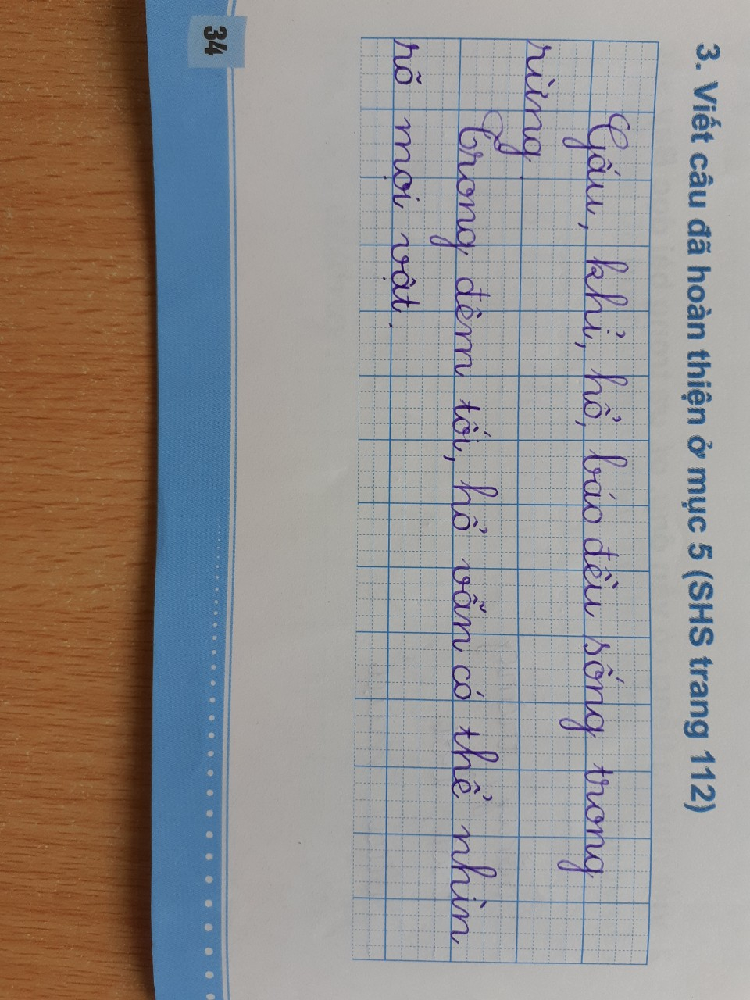 3. Viết câu đã hoàn thiện ở mục 5 (SHS trang 112)
Gấu, khỉ, hổ, báo đều sống trong
rừng.
Trong đêm tối, hổ vẫn có thể nhìn
rõ mọi vật.
34